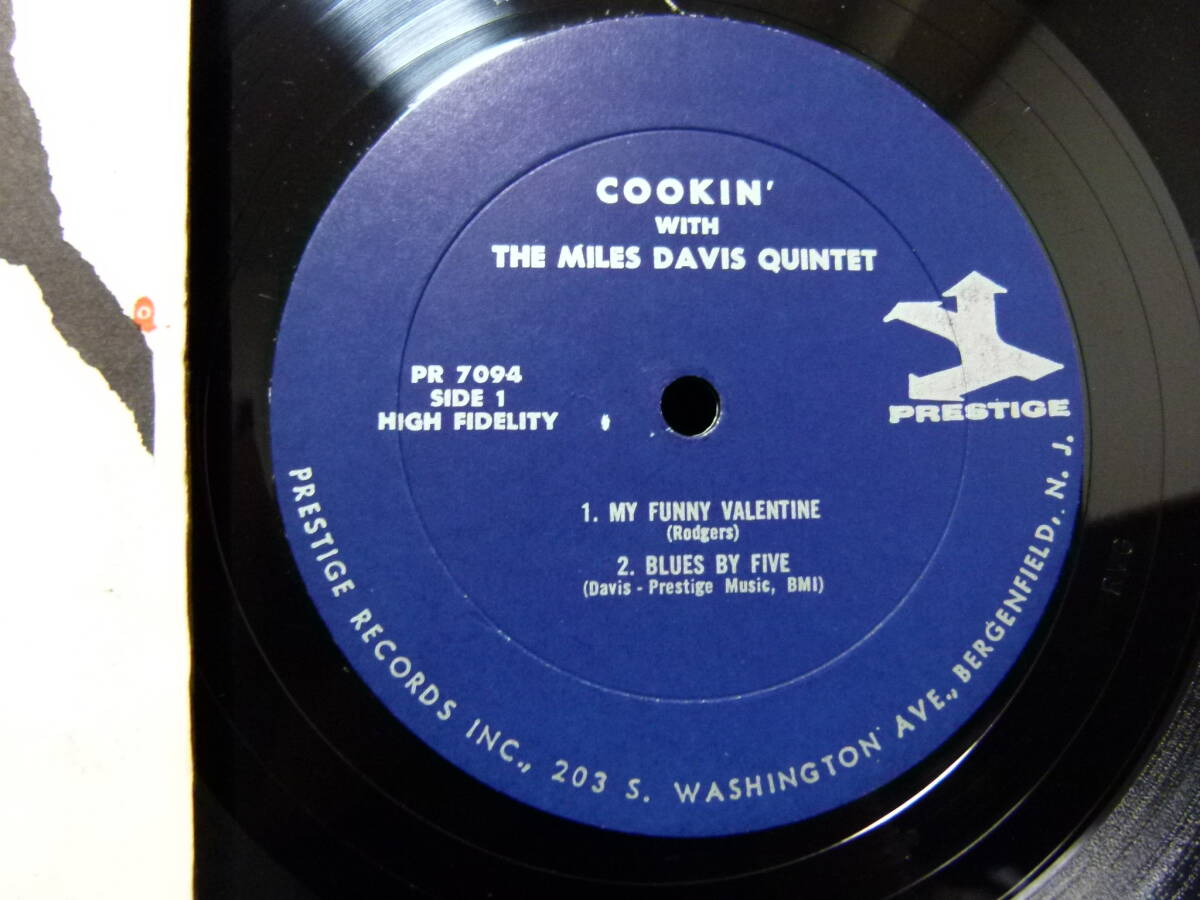 COOKIN'
WITH
THE MILES DAVIS QUINTET
PR 7094
SIDE 1
HIGH FIDELITY
PRESTIGE
1. MY FUNNY VALENTINE
(Rodgers)
2. BLUES BY FIVE
(Davis - Prestige Music, BMI)
PRESTIGE RECORDS INC., 203 S. WASHINGTON AVE., BERGENFIELD, N. J.